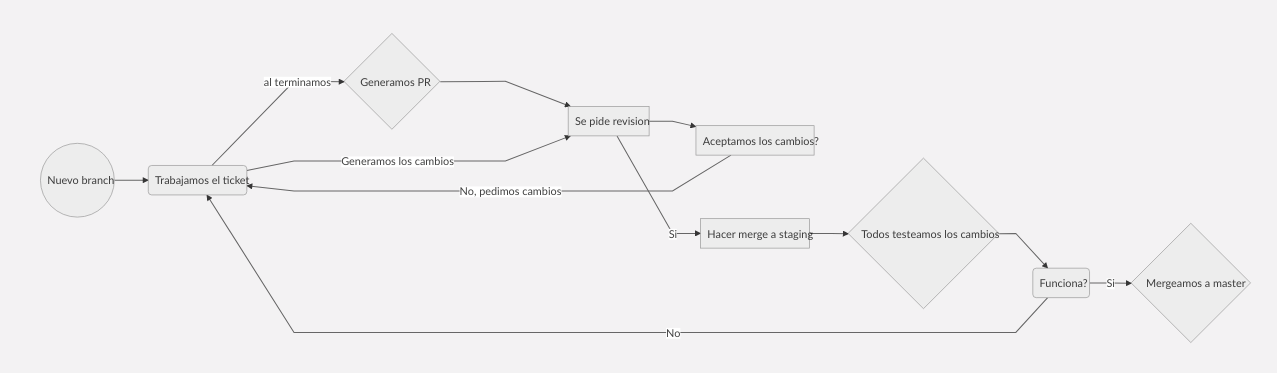 al terminamos
Generamos PR
Se pide revision
Aceptamos los cambios?
Generamos los cambios
Nuevo branch
Trabajamos el ticket
No, pedimos cambios
Si
Hacer merge a staging
Todos testeamos los cambios
Funciona?
Si
Mergeamos a master
No